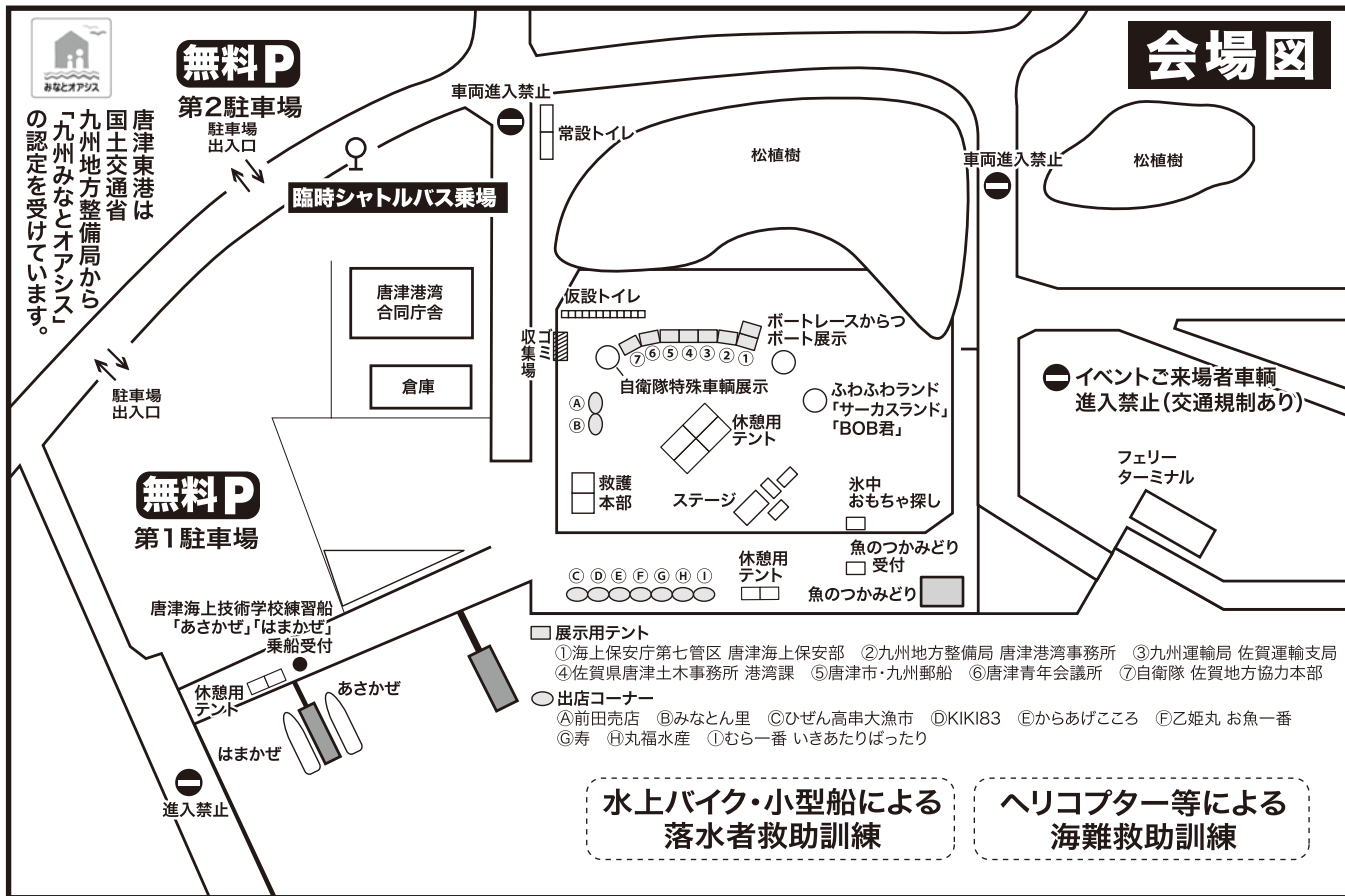 会場図
みなとオアシス
唐津東港は
国土交通省
九州地方整備局から
「九州みなとオアシス」
の認定を受けています。
無料P
第2駐車場
駐車場
出入口
臨時シャトルバス乗場
車両進入禁止
常設トイレ
松植樹
車両進入禁止
松植樹
唐津港湾
合同庁舎
倉庫
駐車場
出入口
無料P
第1駐車場
仮設トイレ
ゴミ
収集場
⑦⑥⑤④③②①
ボートレースからつ
ボート展示
自衛隊特殊車輌展示
ふわふわランド
「サーカスランド」
「BOB君」
Ⓐ
Ⓑ
休憩用
テント
救護
本部
ステージ
氷中
おもちゃ探し
魚のつかみどり
受付
魚のつかみどり
休憩用
テント
ⒸⒹⒺⒻⒼⒽⒾ
イベントご来場者車輌
進入禁止(交通規制あり)
フェリー
ターミナル
唐津海上技術学校練習船
「あさかぜ」「はまかぜ」
乗船受付
休憩用
テント
あさかぜ
はまかぜ
進入禁止
展示用テント
①海上保安庁第七管区 唐津海上保安部 ②九州地方整備局 唐津港湾事務所 ③九州運輸局 佐賀運輸支局
④佐賀県唐津土木事務所 港湾課 ⑤唐津市・九州郵船 ⑥唐津青年会議所 ⑦自衛隊 佐賀地方協力本部
出店コーナー
Ⓐ前田売店 Ⓑみなとん里 Ⓒひぜん高串大漁市 ⒹKIKI83 Ⓔからあげこころ Ⓕ乙姫丸 お魚一番
Ⓖ寿 Ⓗ丸福水産 Ⓘむら一番 いきあたりばったり
水上バイク・小型船による
落水者救助訓練
ヘリコプター等による
海難救助訓練